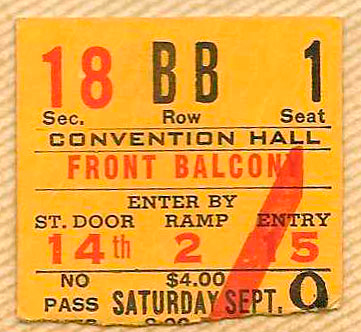 18 BB 1
Sec. Row Seat
CONVENTION HALL
FRONT BALCONY
ENTER BY
ST. DOOR RAMP ENTRY
14th 2 15
NO $4.00
PASS SATURDAY SEPT.